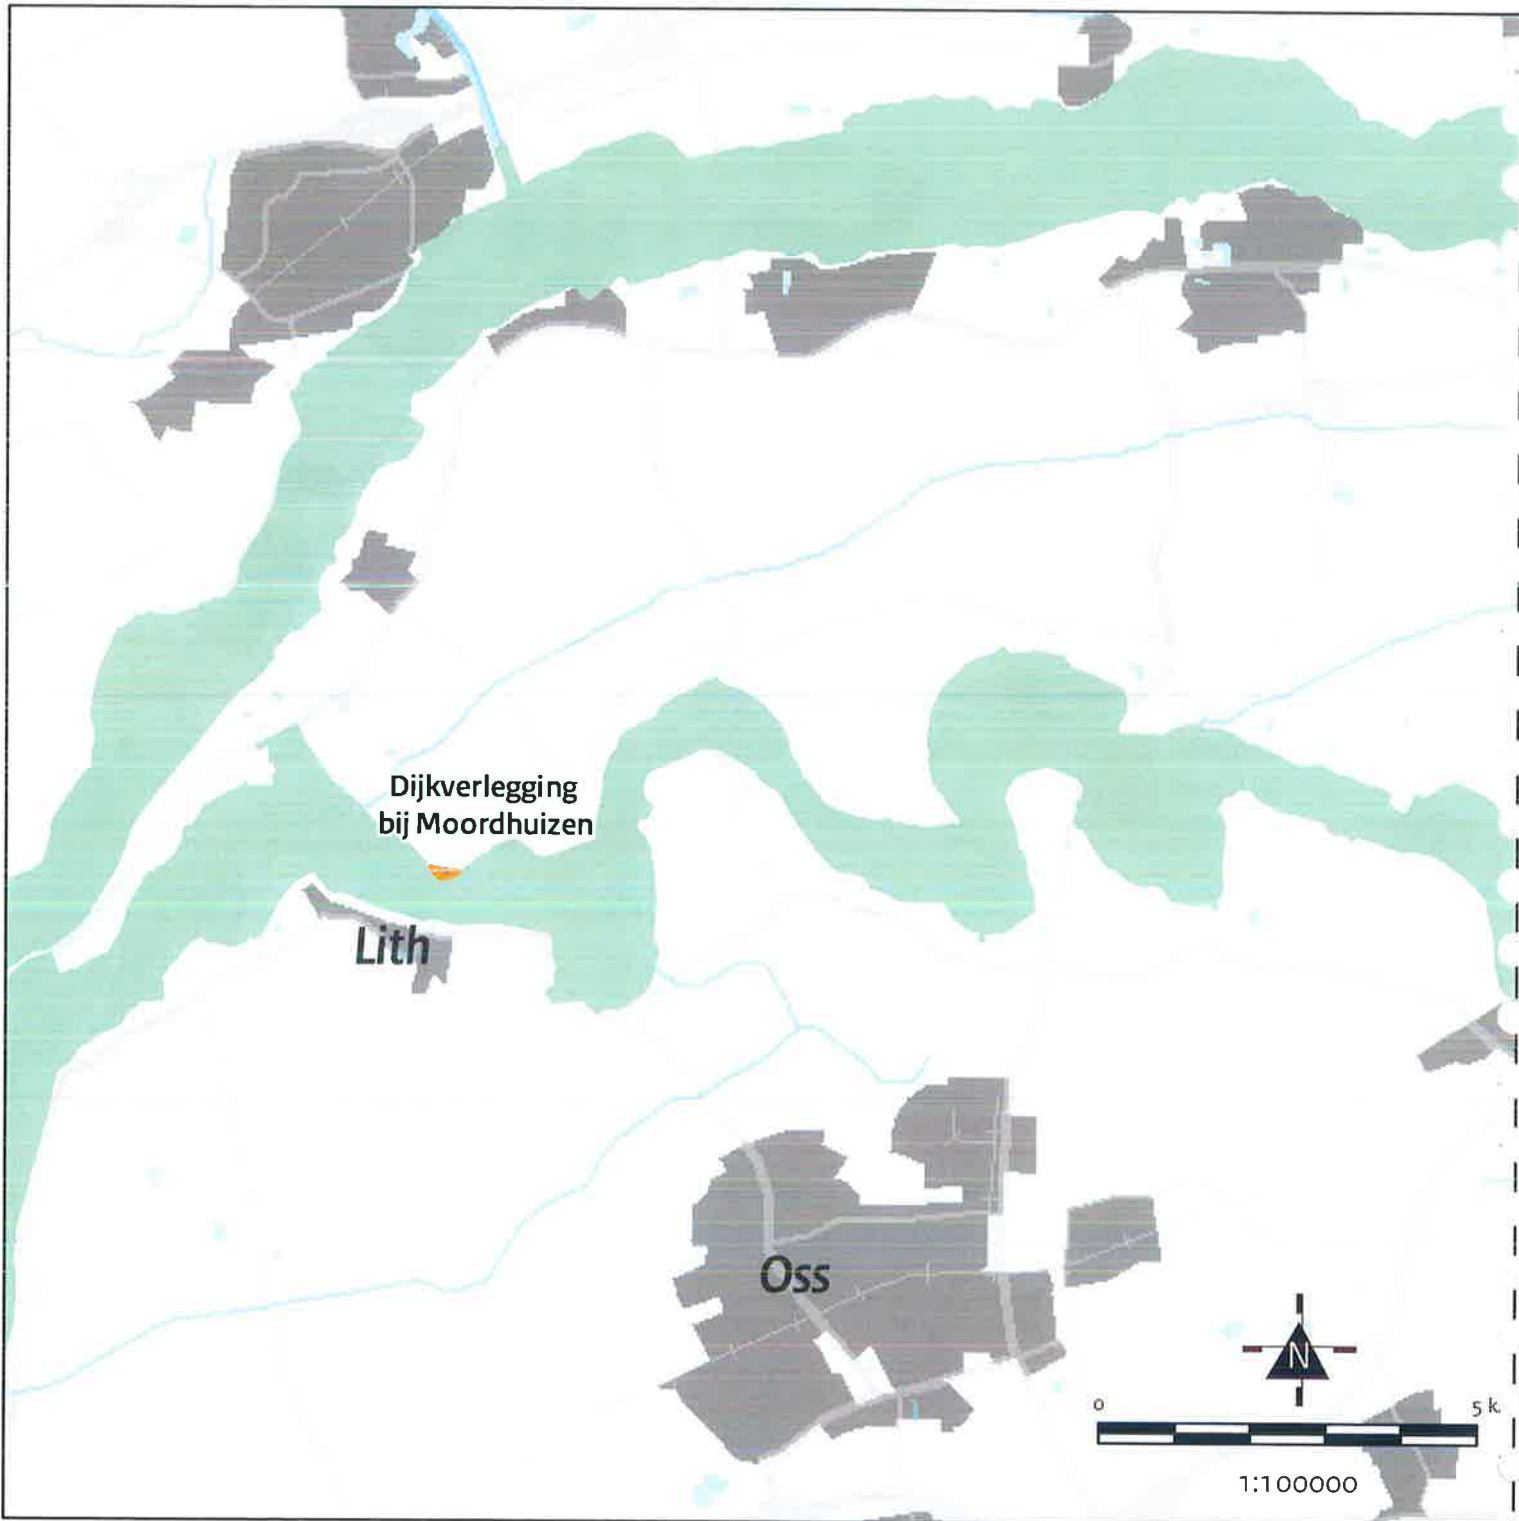 Dijkverlegging
bij Moordhuizen
Lith
Oss
N
0 5 k.
1:100000